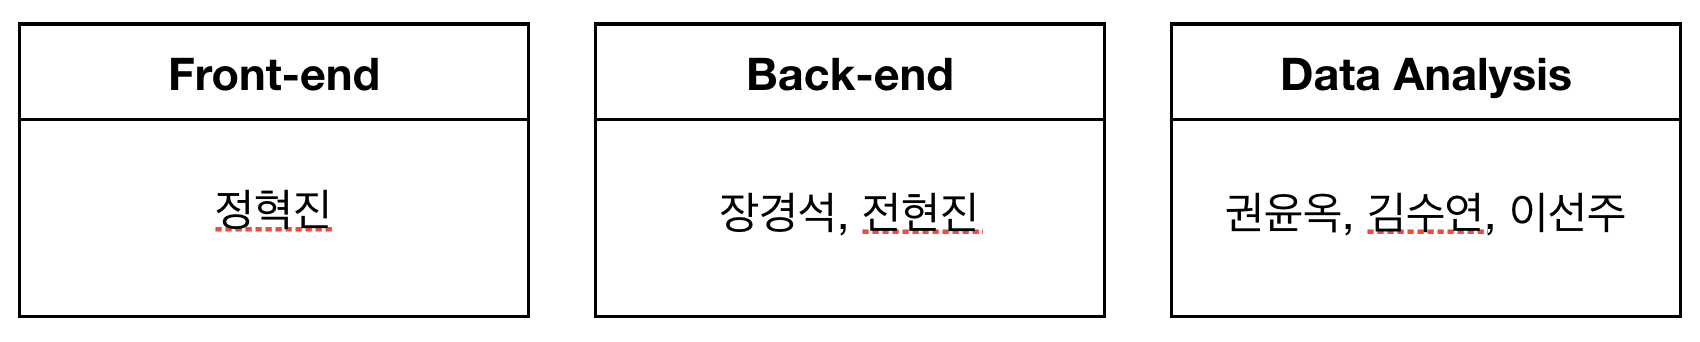 Front-end
정혁진
Back-end
장경석, 전현진
Data Analysis
권윤옥, 김수연, 이선주